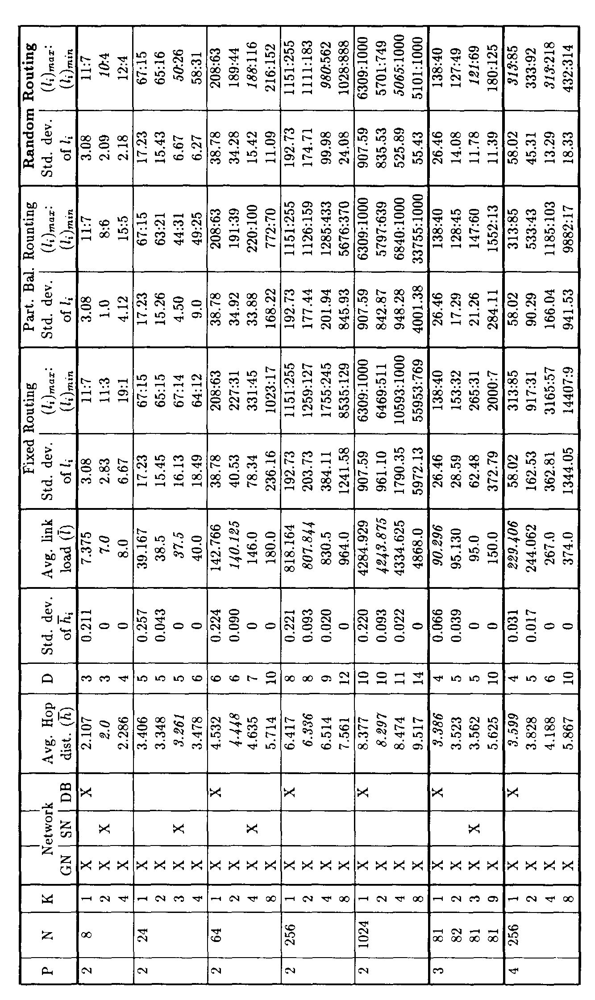 P N K Network Avg. Hop D Std. dev. Avg. link Fixed Routing Part. Bal. Rounting Random Routing
GN SN DB dist. (h̄) of h̄ᵢ load (l̄) Std. dev. of lᵢ (lᵢ)max: (lᵢ)min Std. dev. of lᵢ (lᵢ)max: (lᵢ)min Std. dev. of lᵢ (lᵢ)max: (lᵢ)min
2 8 1 X X 2.107 3 0.211 7.375 3.08 11:7 3.08 11:7 3.08 11:7
2 X X 2.0 3 0 7.0 2.83 11:3 1.0 8:6 2.09 10:4
4 X 2.286 4 0 8.0 6.67 19:1 4.12 15:5 2.18 12:4
2 24 1 X 3.406 5 0.257 39.167 17.23 67:15 17.23 67:15 17.23 67:15
2 X 3.348 5 0.043 38.5 15.45 65:15 15.26 63:21 15.43 65:16
3 X X 3.261 5 0 37.5 16.13 67:14 4.50 44:31 6.67 50:26
4 X 3.478 6 0 40.0 18.49 64:12 9.0 49:25 6.27 58:31
2 64 1 X X 4.532 6 0.224 142.766 38.78 208:63 38.78 208:63 38.78 208:63
2 X 4.448 6 0.090 140.125 40.53 227:31 34.92 191:39 34.28 189:44
4 X X 4.635 7 0 146.0 78.34 331:45 33.88 220:100 15.42 188:116
8 X 5.714 10 0 180.0 236.16 1023:17 168.22 772:70 11.09 216:152
2 256 1 X X 6.417 8 0.221 818.164 192.73 1151:255 192.73 1151:255 192.73 1151:255
2 X 6.336 8 0.093 807.844 203.73 1259:127 177.44 1126:159 174.71 1111:183
4 X 6.514 9 0.020 830.5 384.11 1755:245 201.94 1285:433 99.98 980:562
8 X 7.561 12 0 964.0 1241.58 8535:129 845.93 5676:370 24.08 1028:888
2 1024 1 X X 8.377 10 0.220 4284.929 907.59 6309:1000 907.59 6309:1000 907.59 6309:1000
2 X 8.297 10 0.093 4243.875 961.10 6469:511 842.87 5797:639 835.53 5701:749
4 X 8.474 11 0.022 4334.625 1790.35 10593:1000 948.28 6840:1000 525.89 5065:1000
8 X 9.517 14 0 4868.0 5972.13 55953:769 4001.38 33755:1000 55.43 5101:1000
3 81 1 X X 3.386 4 0.066 90.296 26.46 138:40 26.46 138:40 26.46 138:40
82 2 X 3.523 5 0.039 95.130 28.59 153:32 17.29 128:45 14.08 127:49
81 3 X X 3.562 5 0 95.0 62.48 265:31 21.26 147:60 11.78 121:69
81 9 X 5.625 10 0 150.0 372.79 2000:7 284.11 1552:13 11.39 180:125
4 256 1 X X 3.599 4 0.031 229.406 58.02 313:85 58.02 313:85 58.02 313:85
2 X 3.828 5 0.017 244.062 162.53 917:31 90.29 533:43 45.31 333:92
4 X 4.188 6 0 267.0 362.81 3165:57 166.04 1185:103 13.29 313:218
8 X 5.867 10 0 374.0 1344.05 14407:9 941.53 9882:17 18.33 432:314